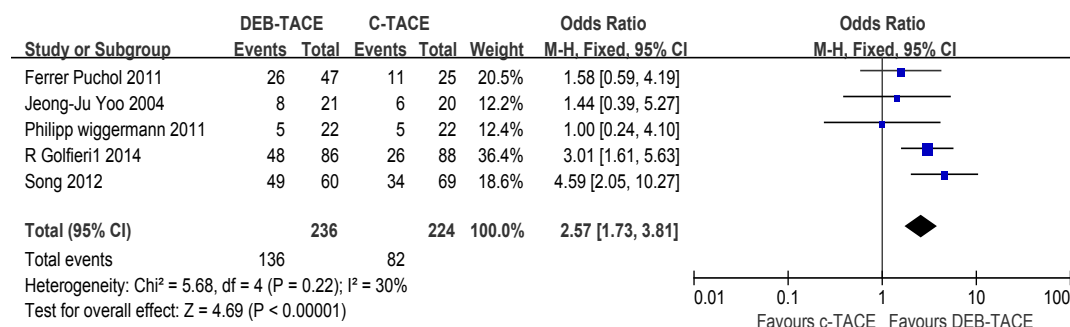 DEB-TACE C-TACE Odds Ratio Odds Ratio
Study or Subgroup Events Total Events Total Weight M-H, Fixed, 95% CI M-H, Fixed, 95% CI
Ferrer Puchol 2011 26 47 11 25 20.5% 1.58 [0.59, 4.19]
Jeong-Ju Yoo 2004 8 21 6 20 12.2% 1.44 [0.39, 5.27]
Philipp wiggermann 2011 5 22 5 22 12.4% 1.00 [0.24, 4.10]
R Golfieri1 2014 48 86 26 88 36.4% 3.01 [1.61, 5.63]
Song 2012 49 60 34 69 18.6% 4.59 [2.05, 10.27]
Total (95% CI) 236 224 100.0% 2.57 [1.73, 3.81]
Total events 136 82
Heterogeneity: Chi² = 5.68, df = 4 (P = 0.22); I² = 30%
Test for overall effect: Z = 4.69 (P < 0.00001)
0.01 0.1 1 10 100
Favours c-TACE Favours DEB-TACE